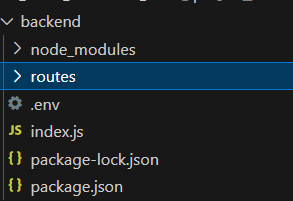 backend
node_modules
routes
.env
JS index.js
{} package-lock.json
{} package.json